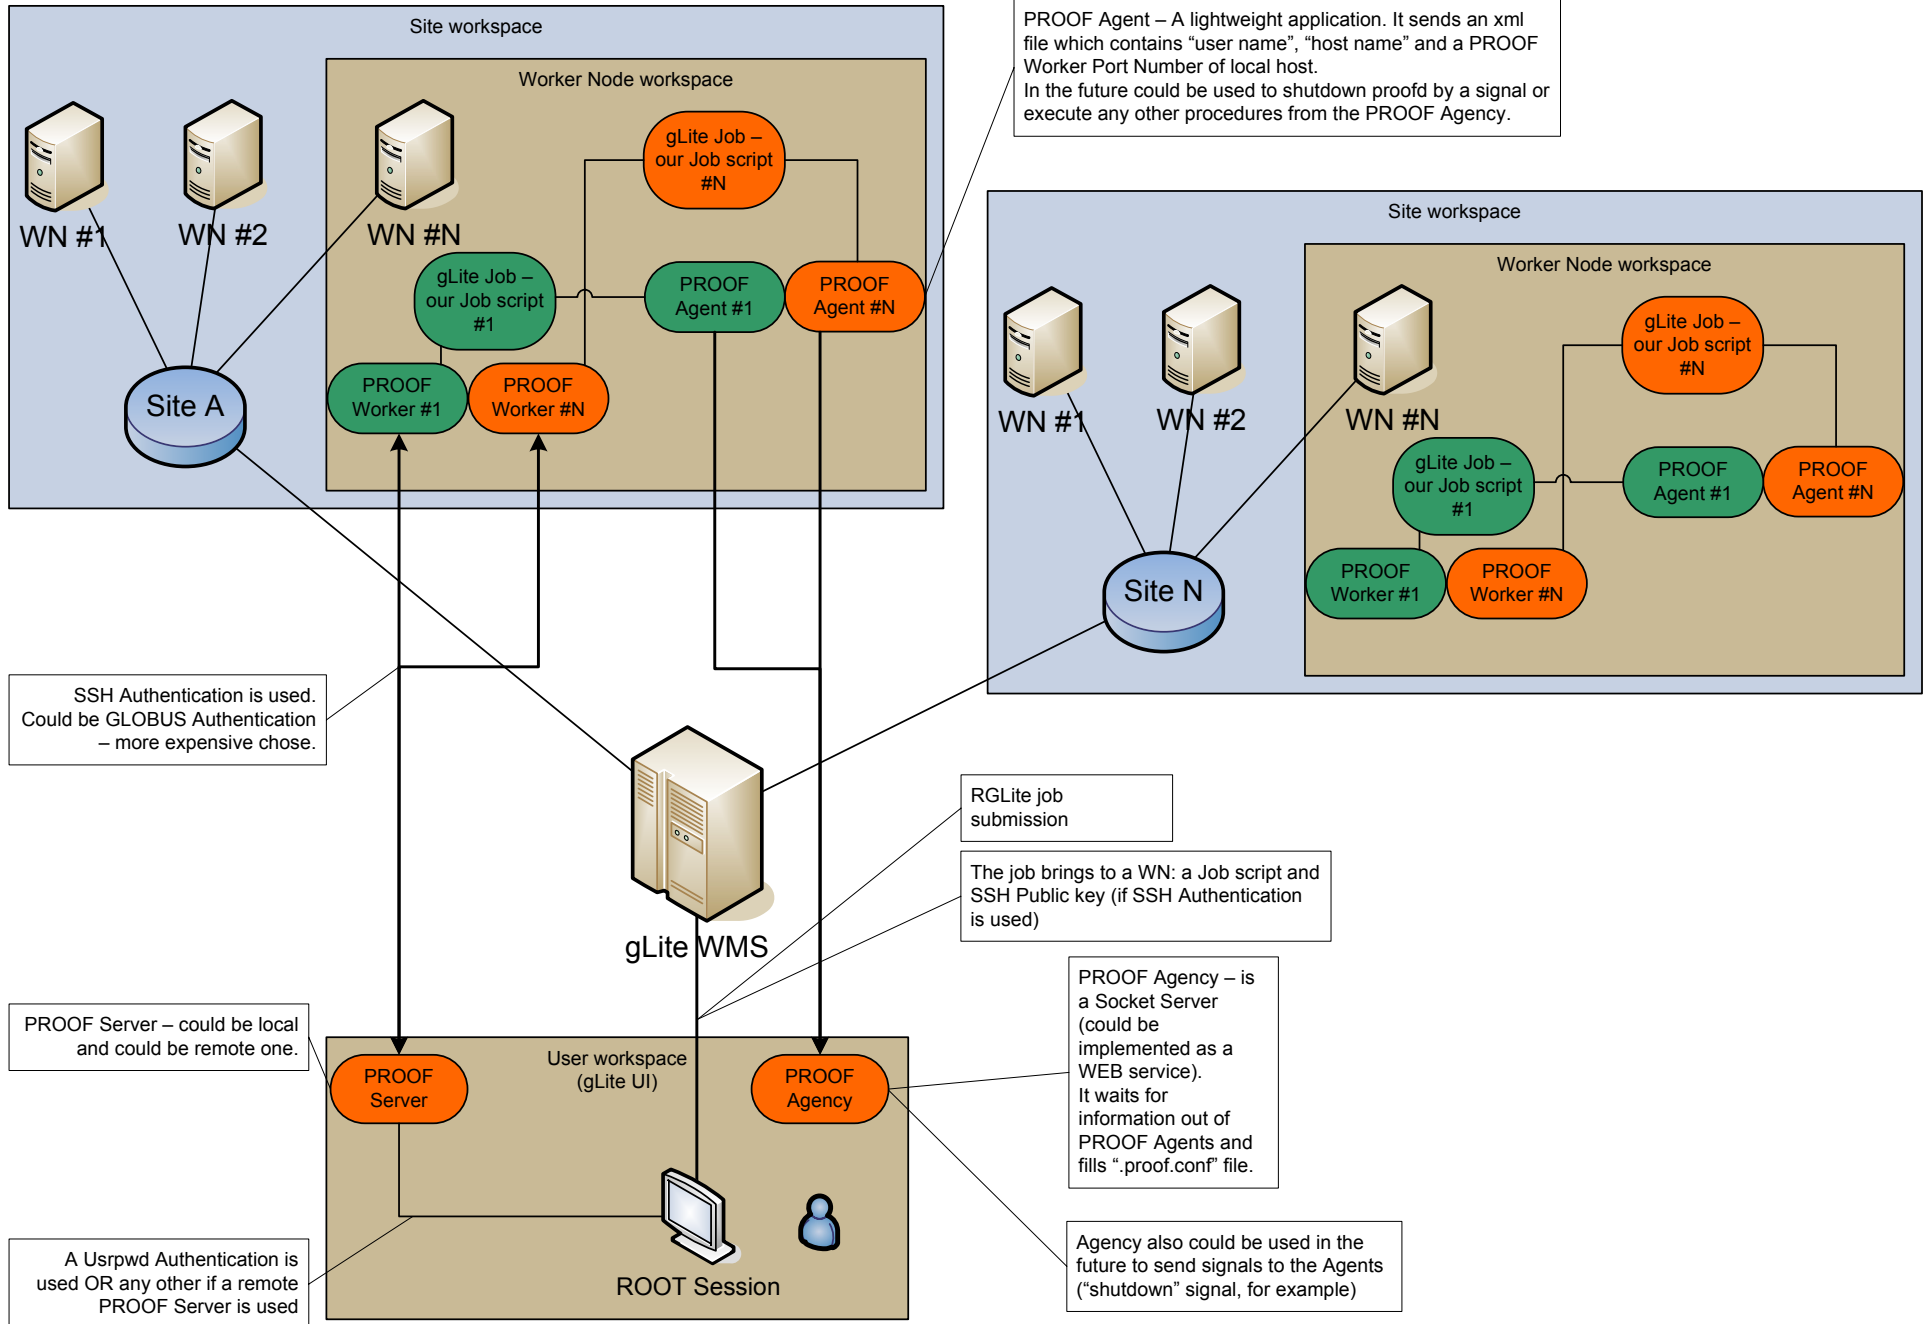 Site workspace
Worker Node workspace
WN #1
WN #2
WN #N
gLite Job –
our Job script
#N
gLite Job –
our Job script
#1
PROOF
Agent #1
PROOF
Agent #N
PROOF
Worker #1
PROOF
Worker #N
Site A
PROOF Agent – A lightweight application. It sends an xml
file which contains “user name”, “host name” and a PROOF
Worker Port Number of local host.
In the future could be used to shutdown proofd by a signal or
execute any other procedures from the PROOF Agency.
Site workspace
Worker Node workspace
WN #1
WN #2
WN #N
gLite Job –
our Job script
#N
gLite Job –
our Job script
#1
PROOF
Agent #1
PROOF
Agent #N
PROOF
Worker #1
PROOF
Worker #N
Site N
SSH Authentication is used.
Could be GLOBUS Authentication
– more expensive chose.
gLite WMS
RGLite job
submission
The job brings to a WN: a Job script and
SSH Public key (if SSH Authentication
is used)
PROOF Server – could be local
and could be remote one.
User workspace
(gLite UI)
PROOF
Server
PROOF
Agency
PROOF Agency – is
a Socket Server
(could be
implemented as a
WEB service).
It waits for
information out of
PROOF Agents and
fills “.proof.conf” file.
A Usrpwd Authentication is
used OR any other if a remote
PROOF Server is used
ROOT Session
Agency also could be used in the
future to send signals to the Agents
(“shutdown” signal, for example)